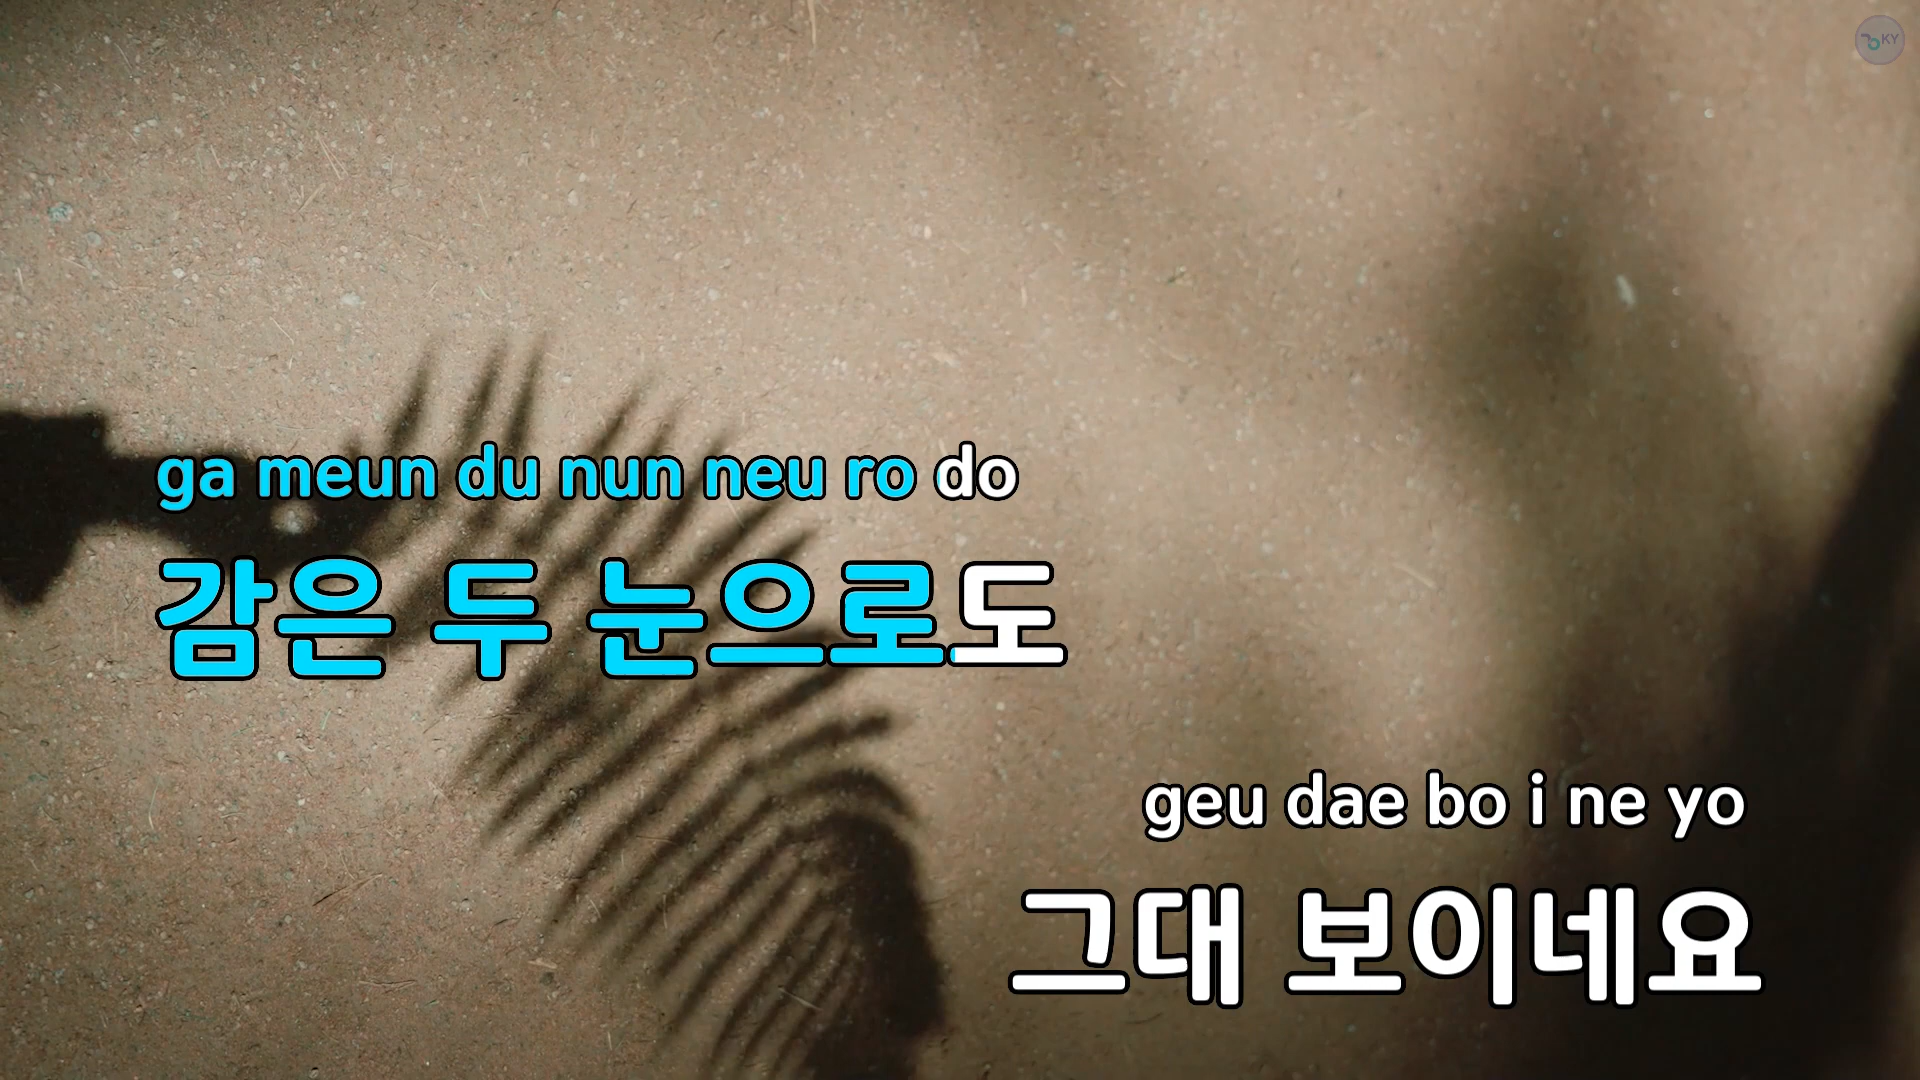 KY
ga meun du nun neu ro do
감은 두 눈으로도
geu dae bo i ne yo
그대 보이네요